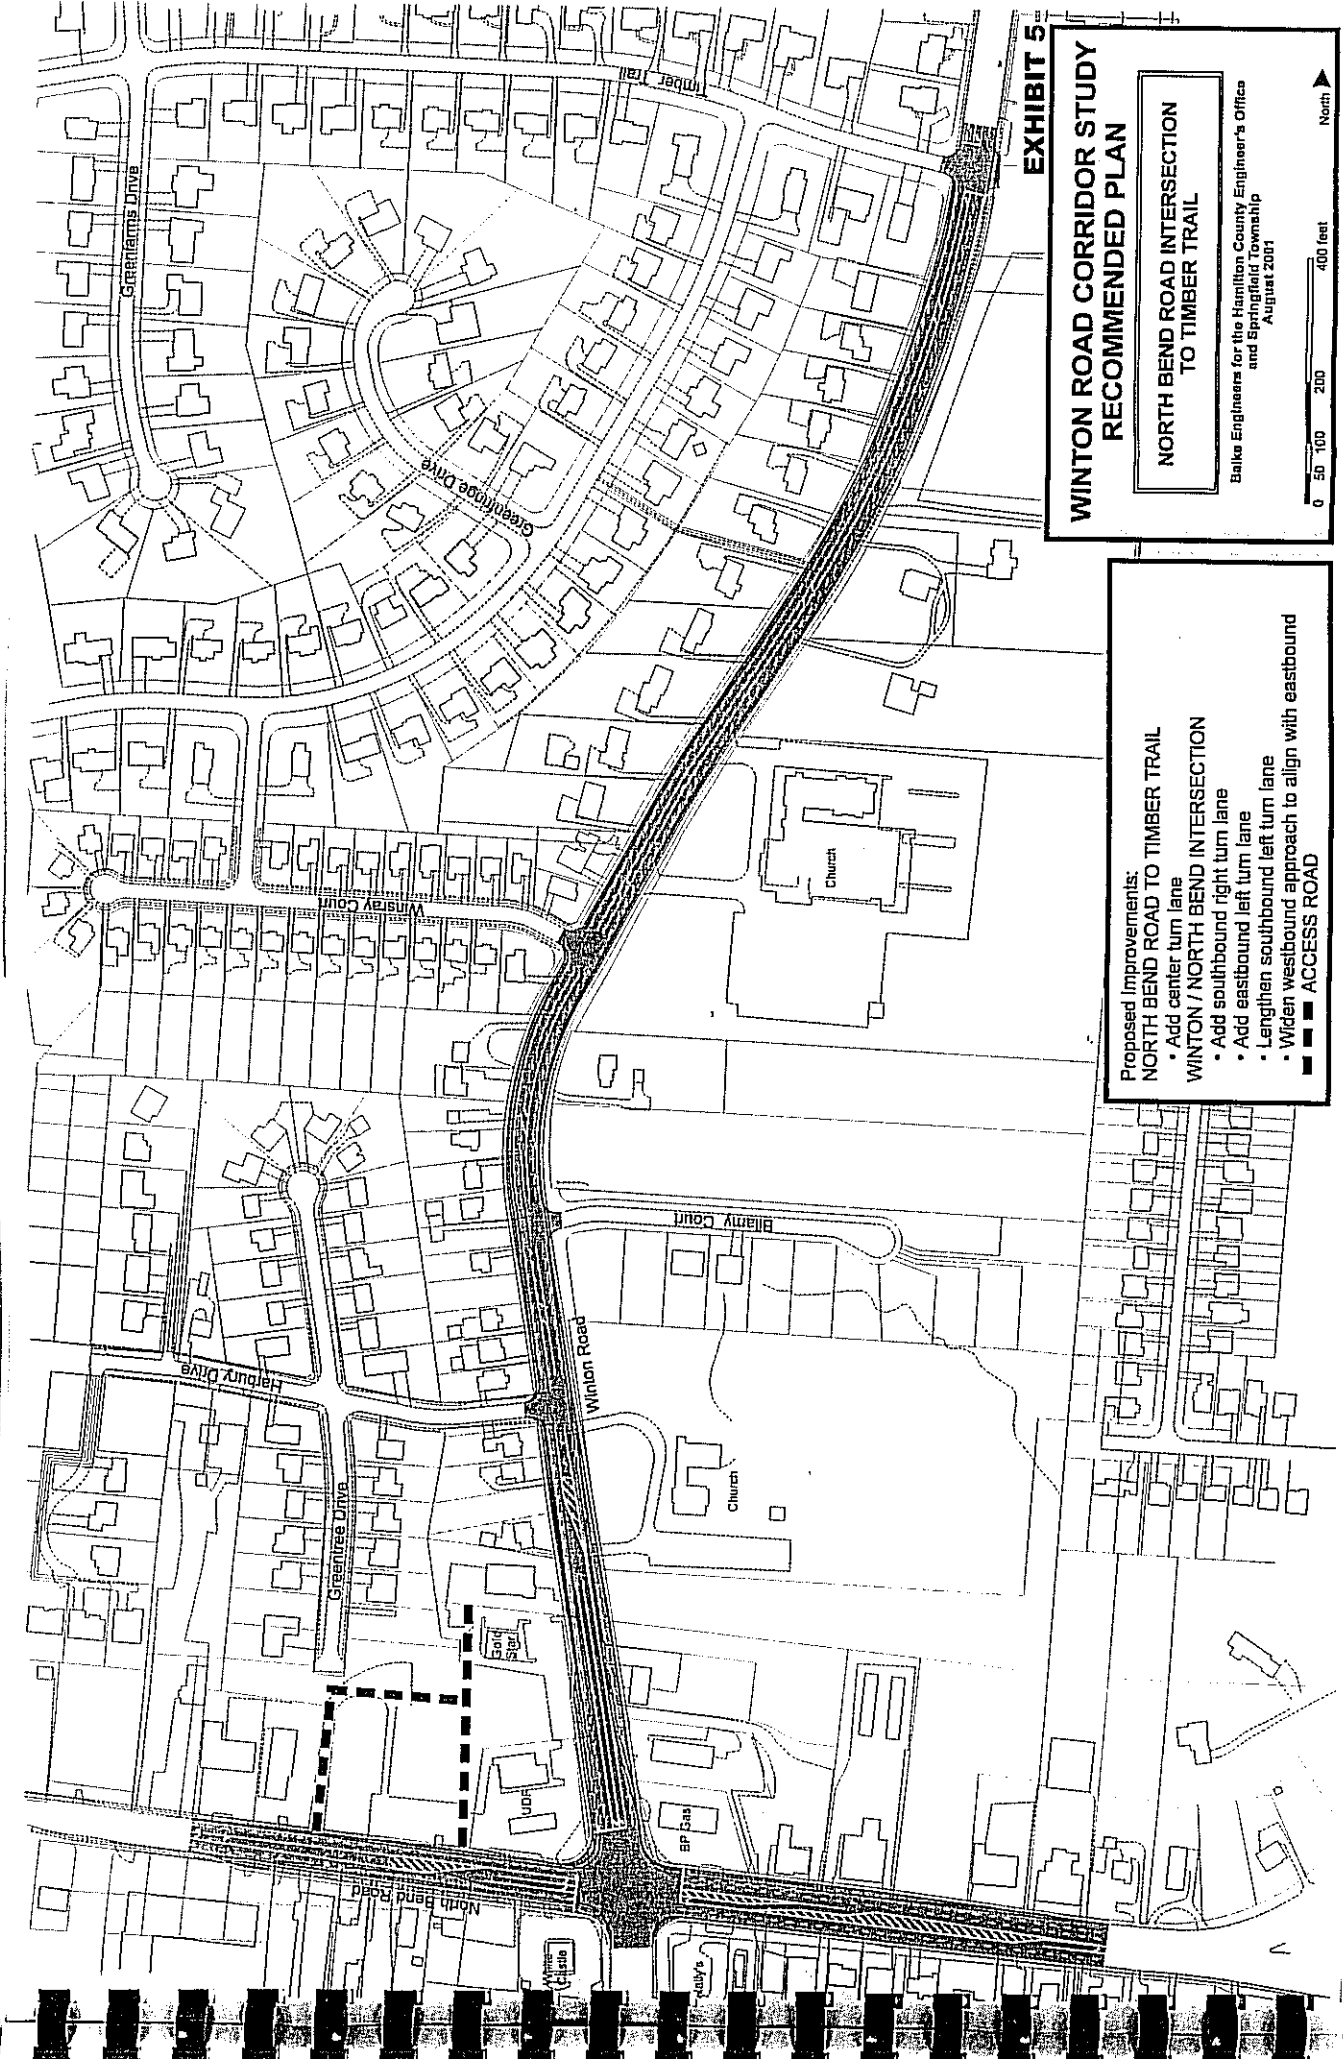 EXHIBIT 5
WINTON ROAD CORRIDOR STUDY
RECOMMENDED PLAN
NORTH BEND ROAD INTERSECTION
TO TIMBER TRAIL
Balke Engineers for the Hamilton County Engineer's Office
and Springfield Township
August 2001
0 50 100 200 400 feet
North
Proposed Improvements:
NORTH BEND ROAD TO TIMBER TRAIL
• Add center turn lane
WINTON / NORTH BEND INTERSECTION
• Add southbound right turn lane
• Add eastbound left turn lane
• Lengthen southbound left turn lane
• Widen westbound approach to align with eastbound
ACCESS ROAD
Timber Trail
Greenfarms Drive
Greenfringe Drive
Winsray Court
Church
Harbury Drive
Greentree Drive
Winton Road
Bllamy Court
Church
Gold
Star
UDF
BP Gas
North Bend Road
White
Castle
Rally's